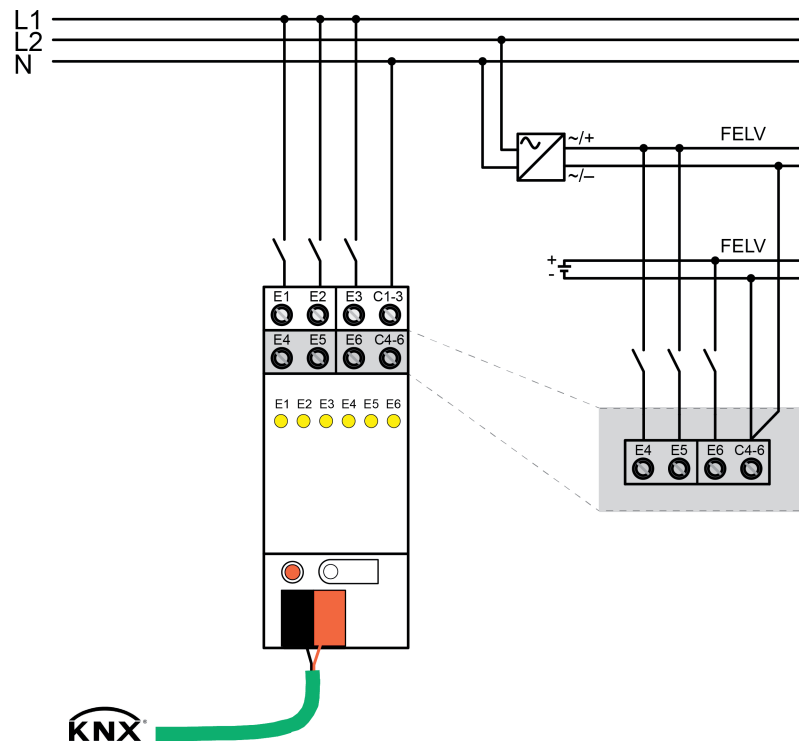 L1
L2
N
~/+
FELV
~/–
+
FELV
-
E1 E2 E3 C1-3
E4 E5 E6 C4-6
E1 E2 E3 E4 E5 E6
E4 E5 E6 C4-6
KNX